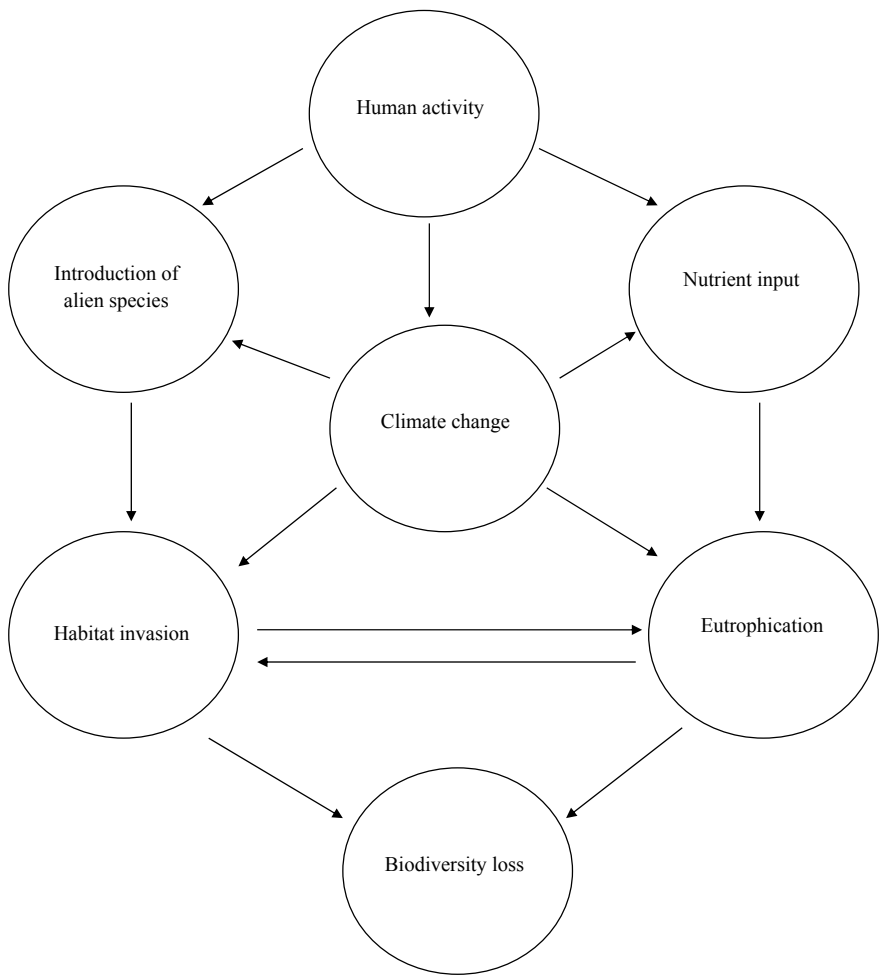 Human activity
Introduction of
alien species
Nutrient input
Climate change
Habitat invasion
Eutrophication
Biodiversity loss